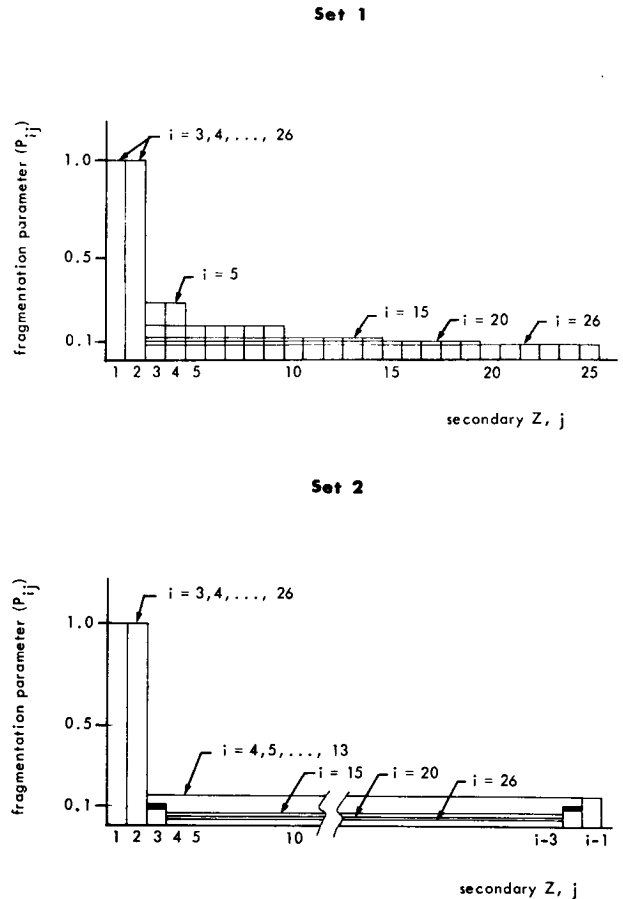 Set 1
fragmentation parameter (P_ij)
i = 3,4,..., 26
1.0
0.5
i = 5
i = 15
i = 20
i = 26
0.1
1 2 3 4 5 10 15 20 25
secondary Z, j
Set 2
fragmentation parameter (P_ij)
i = 3,4,..., 26
1.0
0.5
i = 4,5,..., 13
i = 15
i = 20
i = 26
0.1
1 2 3 4 5 10 i-3 i-1
secondary Z, j